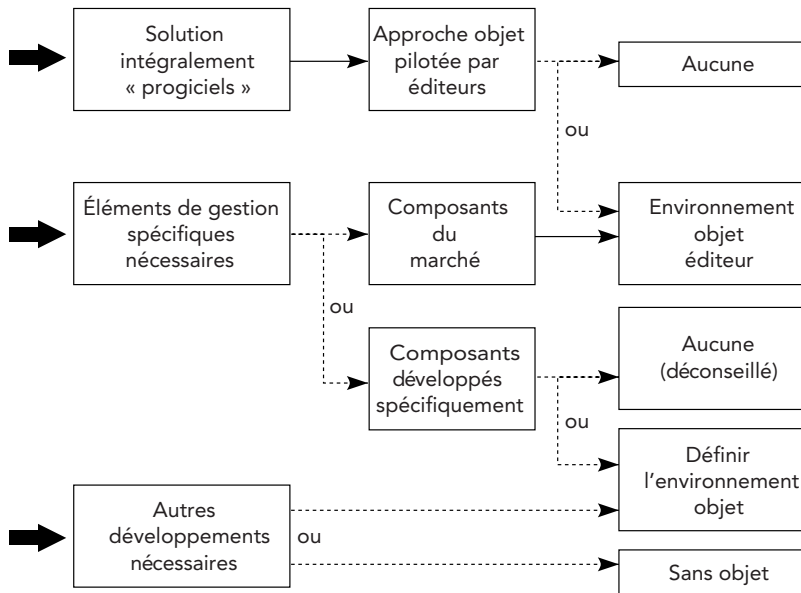 Solution
intégralement
« progiciels »
Approche objet
pilotée par
éditeurs
Aucune
ou
Éléments de gestion
spécifiques
nécessaires
Composants
du
marché
Environnement
objet
éditeur
ou
Composants
développés
spécifiquement
Aucune
(déconseillé)
ou
Définir
l'environnement
objet
Autres
développements
nécessaires
ou
Sans objet